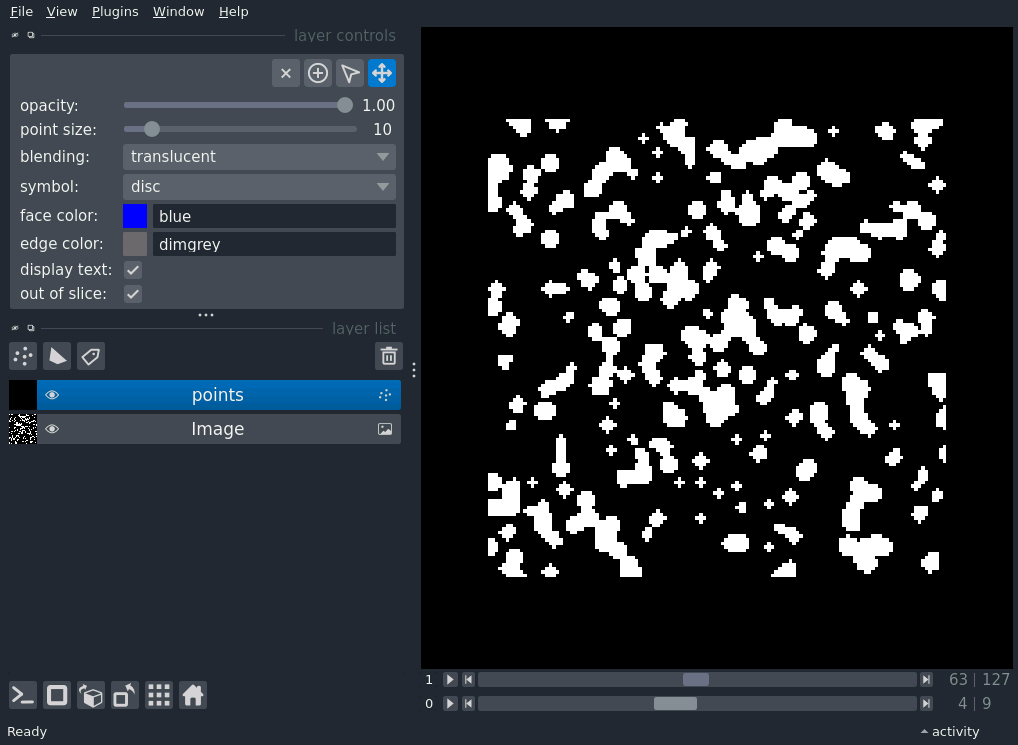 File View Plugins Window Help
layer controls
opacity: 1.00
point size: 10
blending: translucent
symbol: disc
face color: blue
edge color: dimgrey
display text:
out of slice:
layer list
points
Image
1 63 | 127
0 4 | 9
Ready activity